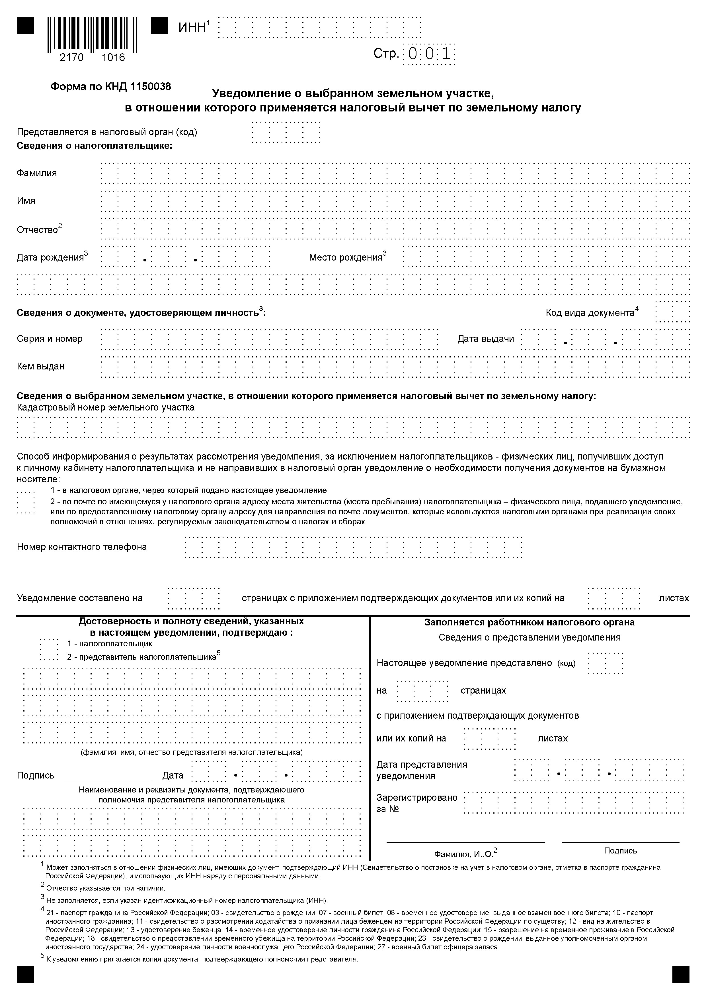 ИНН1
2170 1016
Стр. 001
Форма по КНД 1150038
Уведомление о выбранном земельном участке,
в отношении которого применяется налоговый вычет по земельному налогу
Представляется в налоговый орган (код)
Сведения о налогоплательщике:
Фамилия
Имя
Отчество2
Дата рождения3 . . Место рождения3
Сведения о документе, удостоверяющем личность3: Код вида документа4
Серия и номер Дата выдачи . .
Кем выдан
Сведения о выбранном земельном участке, в отношении которого применяется налоговый вычет по земельному налогу:
Кадастровый номер земельного участка
Способ информирования о результатах рассмотрения уведомления, за исключением налогоплательщиков - физических лиц, получивших доступ
к личному кабинету налогоплательщика и не направивших в налоговый орган уведомление о необходимости получения документов на бумажном
носителе:
1 - в налоговом органе, через который подано настоящее уведомление
2 - по почте по имеющемуся у налогового органа адресу места жительства (места пребывания) налогоплательщика – физического лица, подавшего уведомление,
или по предоставленному налоговому органу адресу для направления по почте документов, которые используются налоговыми органами при реализации своих
полномочий в отношениях, регулируемых законодательством о налогах и сборах
Номер контактного телефона
Уведомление составлено на страницах с приложением подтверждающих документов или их копий на листах
Достоверность и полноту сведений, указанных
в настоящем уведомлении, подтверждаю :
1 - налогоплательщик
2 - представитель налогоплательщика5
(фамилия, имя, отчество представителя налогоплательщика)
Подпись Дата . .
Наименование и реквизиты документа, подтверждающего
полномочия представителя налогоплательщика
Заполняется работником налогового органа
Сведения о представлении уведомления
Настоящее уведомление представлено (код)
на страницах
с приложением подтверждающих документов
или их копий на листах
Дата представления
уведомления . .
Зарегистрировано
за №
Фамилия, И.,О.2 Подпись
1 Может заполняться в отношении физических лиц, имеющих документ, подтверждающий ИНН (Свидетельство о постановке на учет в налоговом органе, отметка в паспорте гражданина
Российской Федерации), и использующих ИНН наряду с персональными данными.
2 Отчество указывается при наличии.
3 Не заполняется, если указан идентификационный номер налогоплательщика (ИНН).
4 21 - паспорт гражданина Российской Федерации; 03 - свидетельство о рождении; 07 - военный билет; 08 - временное удостоверение, выданное взамен военного билета; 10 - паспорт
иностранного гражданина; 11 - свидетельство о рассмотрении ходатайства о признании лица беженцем на территории Российской Федерации по существу; 12 - вид на жительство в
Российской Федерации; 13 - удостоверение беженца; 14 - временное удостоверение личности гражданина Российской Федерации; 15 - разрешение на временное проживание в Российской
Федерации; 18 - свидетельство о предоставлении временного убежища на территории Российской Федерации; 23 - свидетельство о рождении, выданное уполномоченным органом
иностранного государства; 24 - удостоверение личности военнослужащего Российской Федерации; 27 - военный билет офицера запаса.
5 К уведомлению прилагается копия документа, подтверждающего полномочия представителя.